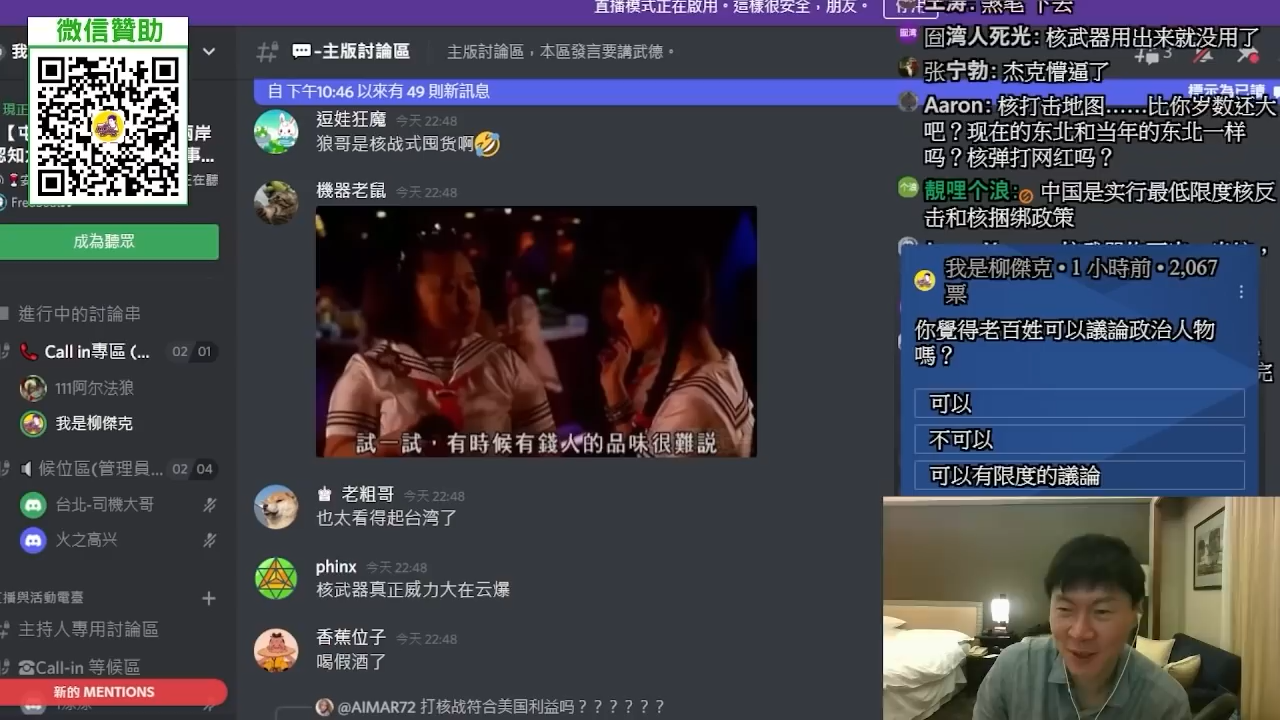 直播模式正在啟用。這樣很安全，朋友。
微信贊助
💬-主版討論區
主版討論區，本區發言要講武德。
自 下午10:46 以來有 49 則新訊息
標示為已讀
成為聽眾
進行中的討論串
Call in專區 (...
02 01
111阿尔法狼
我是柳傑克
候位區(管理員...
02 04
台北-司機大哥
火之高兴
主持人專用討論區
☎Call-in 等候區
新的 MENTIONS
逗娃狂魔 今天 22:48
狼哥是核战式囤货啊🤣
機器老鼠 今天 22:48
試一試，有時候有錢人的品味很難說
老粗哥 今天 22:48
也太看得起台湾了
phinx 今天 22:48
核武器真正威力大在云爆
香蕉位子 今天 22:48
喝假酒了
@AIMAR72 打核战符合美国利益吗？？？？？？
囼湾人死光: 核武器用出来就没用了
张宁勃: 杰克懵逼了
Aaron: 核打击地图……比你岁数还大
吧？现在的东北和当年的东北一样
吗？核弹打网红吗？
靚哩个浪: 中国是实行最低限度核反
击和核捆绑政策
我是柳傑克 • 1 小時前 • 2,067
票
你覺得老百姓可以議論政治人物
嗎？
可以
不可以
可以有限度的議論